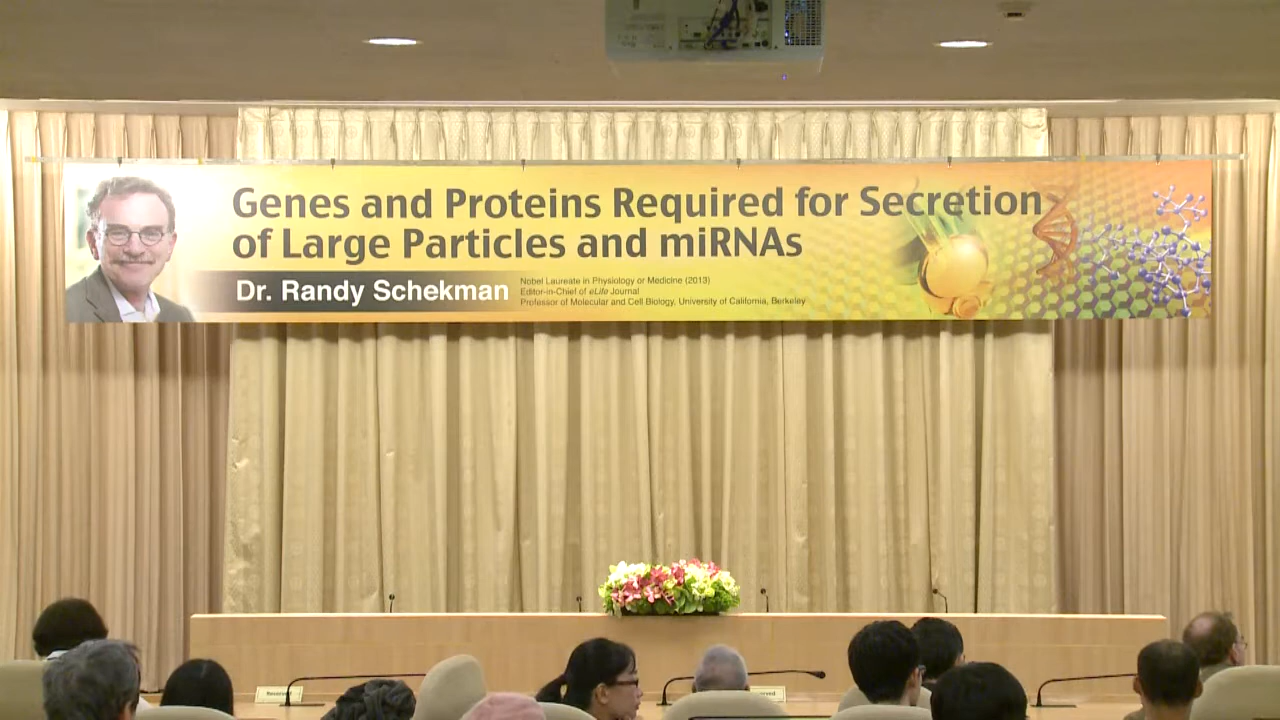 Genes and Proteins Required for Secretion
of Large Particles and miRNAs
Dr. Randy Schekman
Nobel Laureate in Physiology or Medicine (2013)
Editor-in-Chief of eLife Journal
Professor of Molecular and Cell Biology, University of California, Berkeley
Reserved